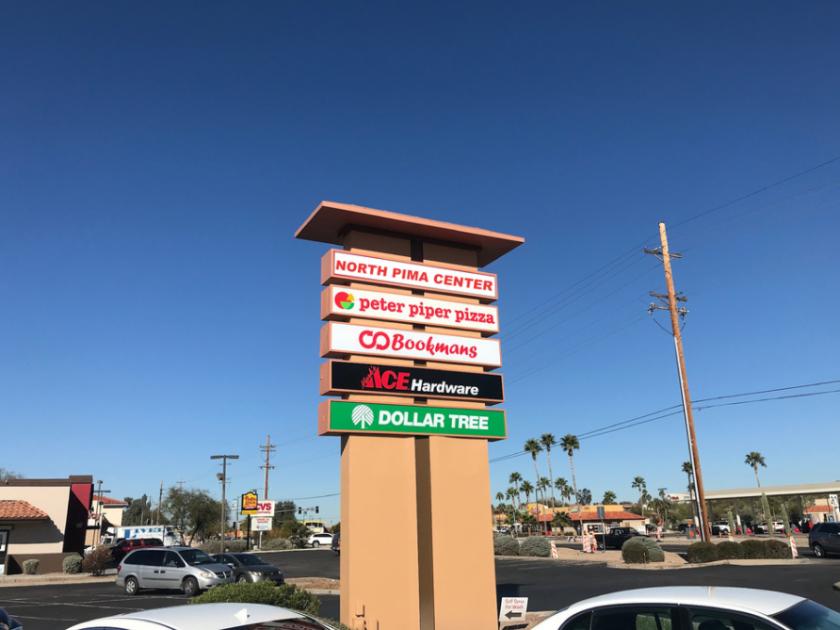 NORTH PIMA CENTER
peter piper pizza
Bookmans
ACE Hardware
DOLLAR TREE
CVS